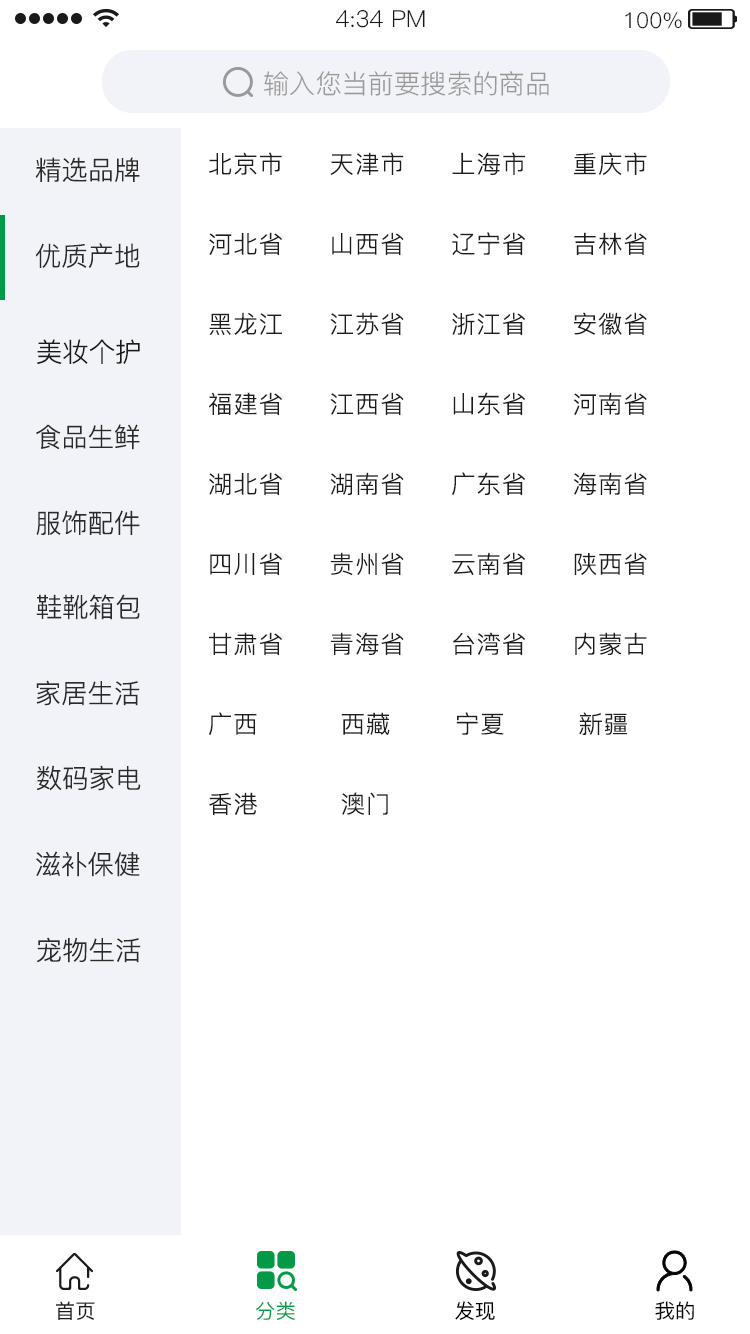 4:34 PM 100%
输入您当前要搜索的商品
精选品牌
优质产地
美妆个护
食品生鲜
服饰配件
鞋靴箱包
家居生活
数码家电
滋补保健
宠物生活
北京市 天津市 上海市 重庆市
河北省 山西省 辽宁省 吉林省
黑龙江 江苏省 浙江省 安徽省
福建省 江西省 山东省 河南省
湖北省 湖南省 广东省 海南省
四川省 贵州省 云南省 陕西省
甘肃省 青海省 台湾省 内蒙古
广西 西藏 宁夏 新疆
香港 澳门
首页 分类 发现 我的